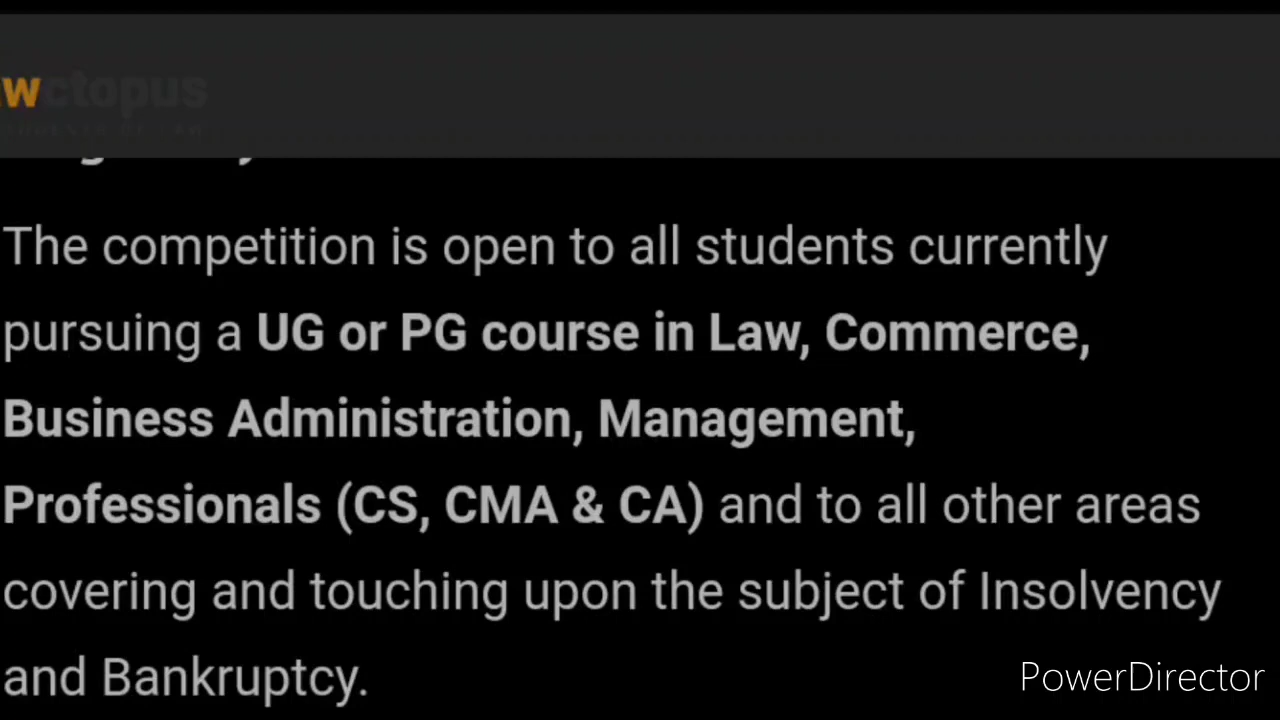 wctopus
The competition is open to all students currently
pursuing a UG or PG course in Law, Commerce,
Business Administration, Management,
Professionals (CS, CMA & CA) and to all other areas
covering and touching upon the subject of Insolvency
and Bankruptcy.
PowerDirector